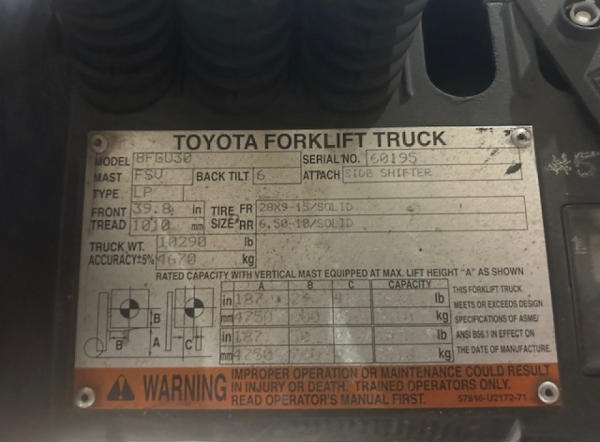 TOYOTA FORKLIFT TRUCK
MODEL 8FGU30 SERIAL NO. 60195
MAST FSV BACK TILT 6 ATTACH SIDE SHIFTER
TYPE LP
FRONT TREAD 39.8 in 1010 mm
TIRE SIZE FR 28X9-15/SOLID
RR 6.50-10/SOLID
TRUCK WT. 10290 lb
ACCURACY±5% 4670 kg
RATED CAPACITY WITH VERTICAL MAST EQUIPPED AT MAX. LIFT HEIGHT "A" AS SHOWN
A B C CAPACITY
in 187 24 lb
mm 4750 kg
in 187 lb
mm 4750 kg
B B A C
THIS FORKLIFT TRUCK
MEETS OR EXCEEDS DESIGN
SPECIFICATIONS OF ASME/
ANSI B56.1 IN EFFECT ON
THE DATE OF MANUFACTURE.
WARNING
IMPROPER OPERATION OR MAINTENANCE COULD RESULT
IN INJURY OR DEATH. TRAINED OPERATORS ONLY.
READ OPERATOR'S MANUAL FIRST. 57816-U2172-71